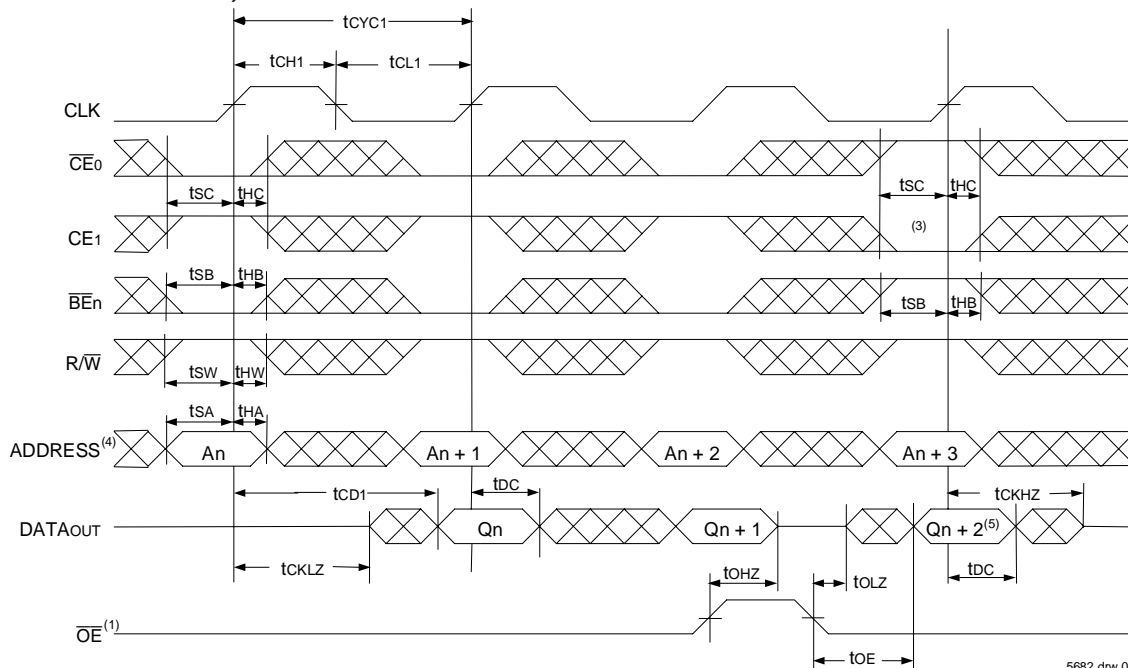 tCYC1
tCH1 tCL1
CLK
CE0
tSC tHC tSC tHC
CE1 (3)
tSB tHB
BEn
tSB tHB
R/W
tSW tHW
tSA tHA
ADDRESS(4) An An + 1 An + 2 An + 3
tCD1 tDC tCKHZ
DATAOUT Qn Qn + 1 Qn + 2(5)
tCKLZ tOHZ tOLZ tDC
OE(1)
tOE